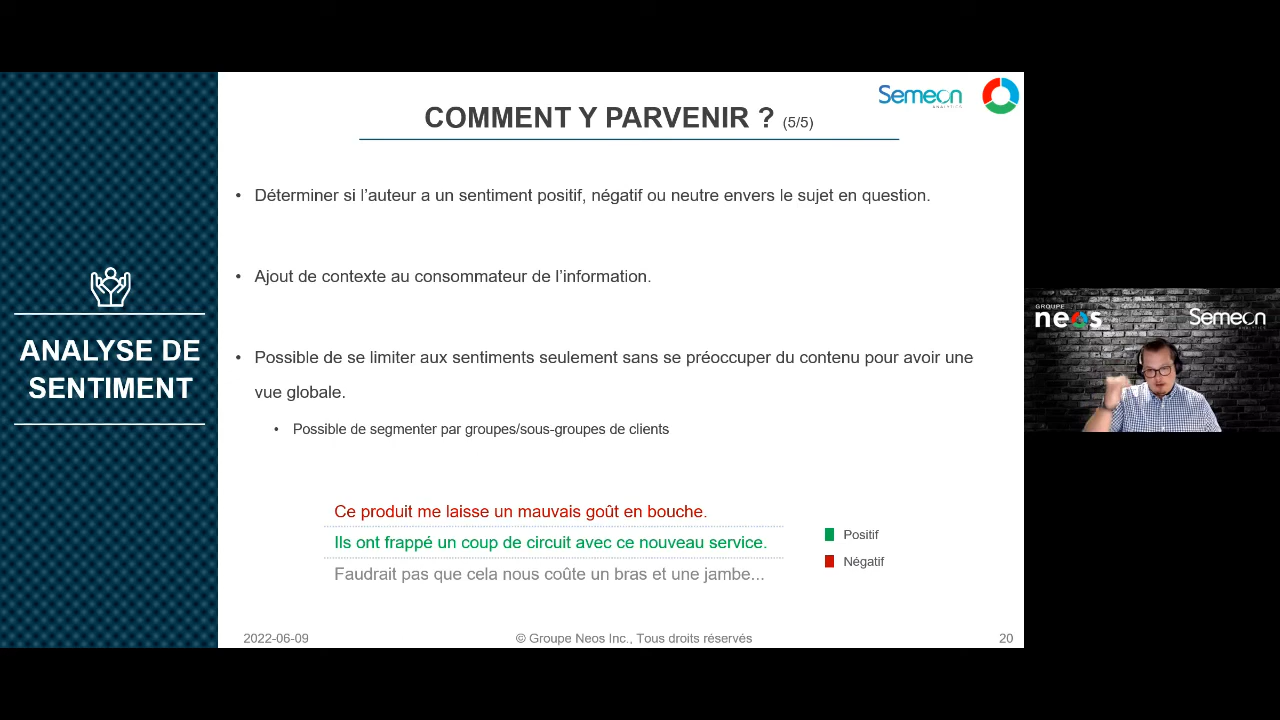 Semeon
ANALYTICS
COMMENT Y PARVENIR ? (5/5)
• Déterminer si l’auteur a un sentiment positif, négatif ou neutre envers le sujet en question.
• Ajout de contexte au consommateur de l’information.
• Possible de se limiter aux sentiments seulement sans se préoccuper du contenu pour avoir une
vue globale.
• Possible de segmenter par groupes/sous-groupes de clients
ANALYSE DE
SENTIMENT
Ce produit me laisse un mauvais goût en bouche.
Ils ont frappé un coup de circuit avec ce nouveau service.
Faudrait pas que cela nous coûte un bras et une jambe...
Positif
Négatif
2022-06-09
© Groupe Neos Inc., Tous droits réservés
20
GROUPE
neos
Semeon
ANALYTICS